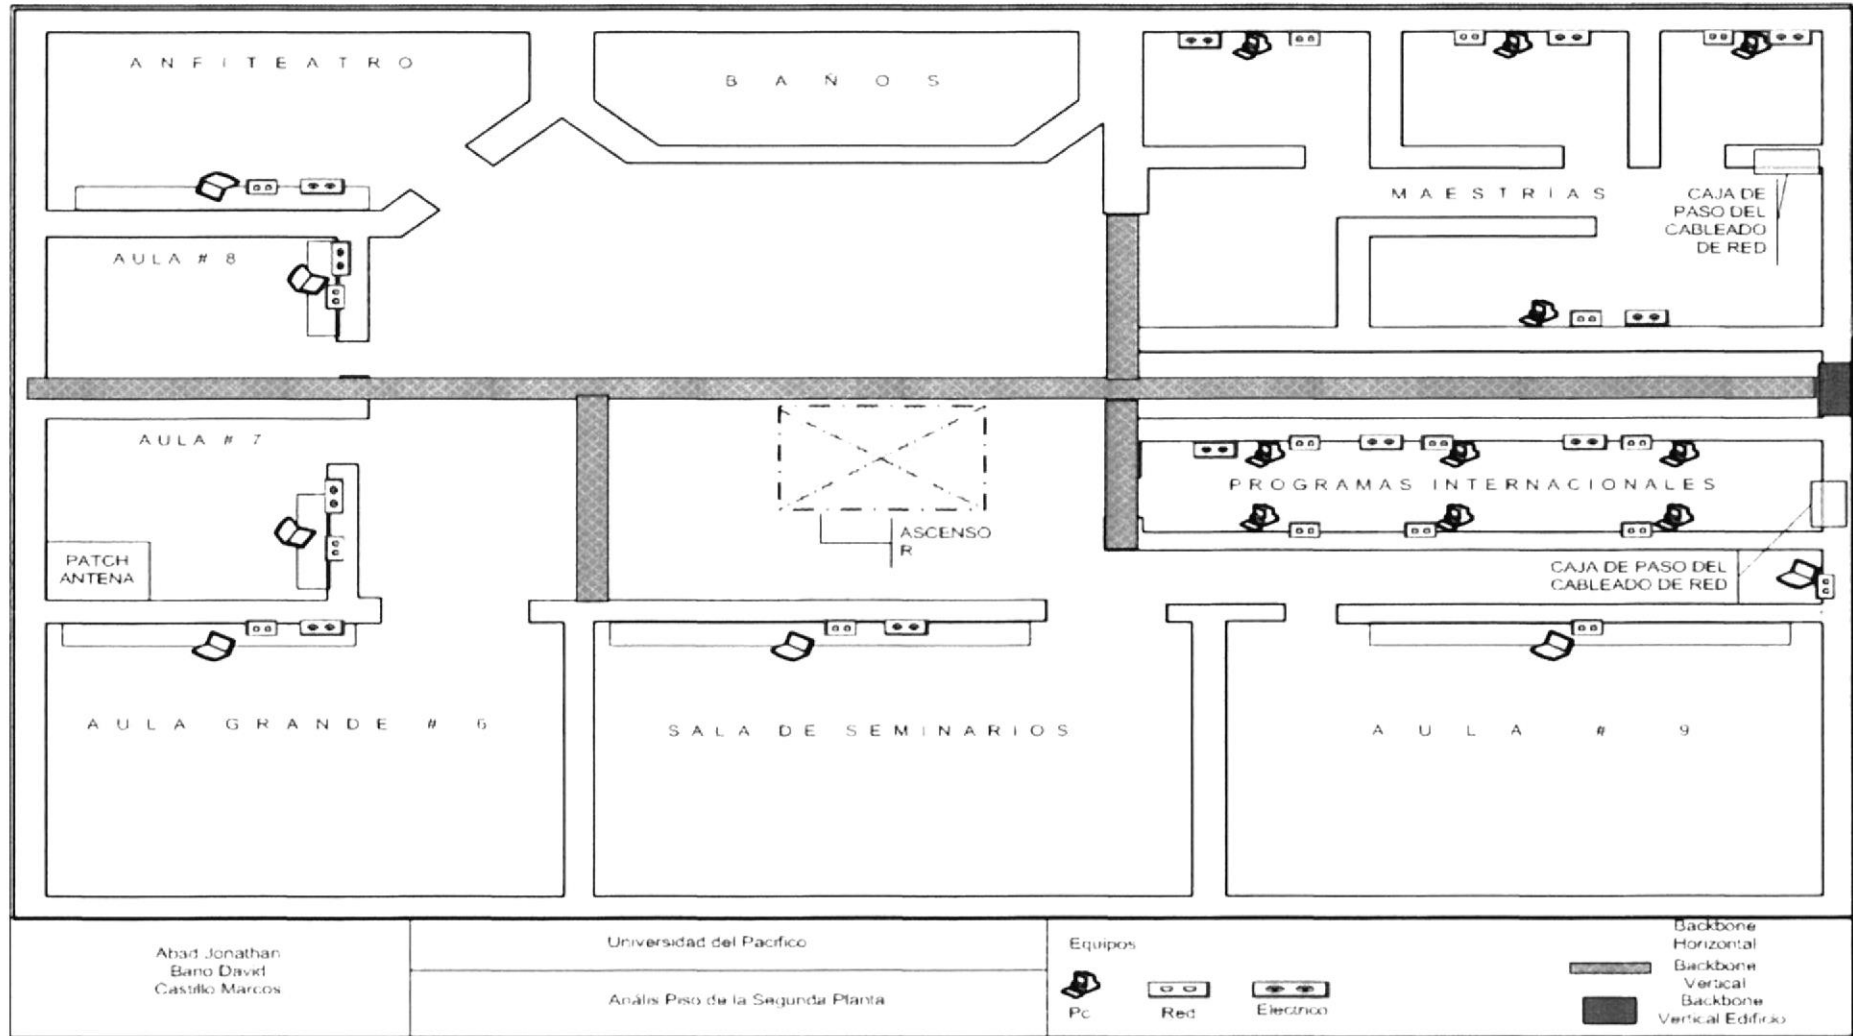 ANFITEATRO
BAÑOS
MAESTRÍAS
CAJA DE
PASO DEL
CABLEADO
DE RED
AULA # 8
AULA # 7
PATCH
ANTENA
ASCENSO
R
PROGRAMAS INTERNACIONALES
CAJA DE PASO DEL
CABLEADO DE RED
AULA GRANDE # 6
SALA DE SEMINARIOS
AULA # 9
Abad Jonathan
Bano David
Castillo Marcos
Universidad del Pacifico
Anális Piso de la Segunda Planta
Equipos
Pc
Red
Electrico
Backbone
Horizontal
Backbone
Vertical
Backbone
Vertical Edificio